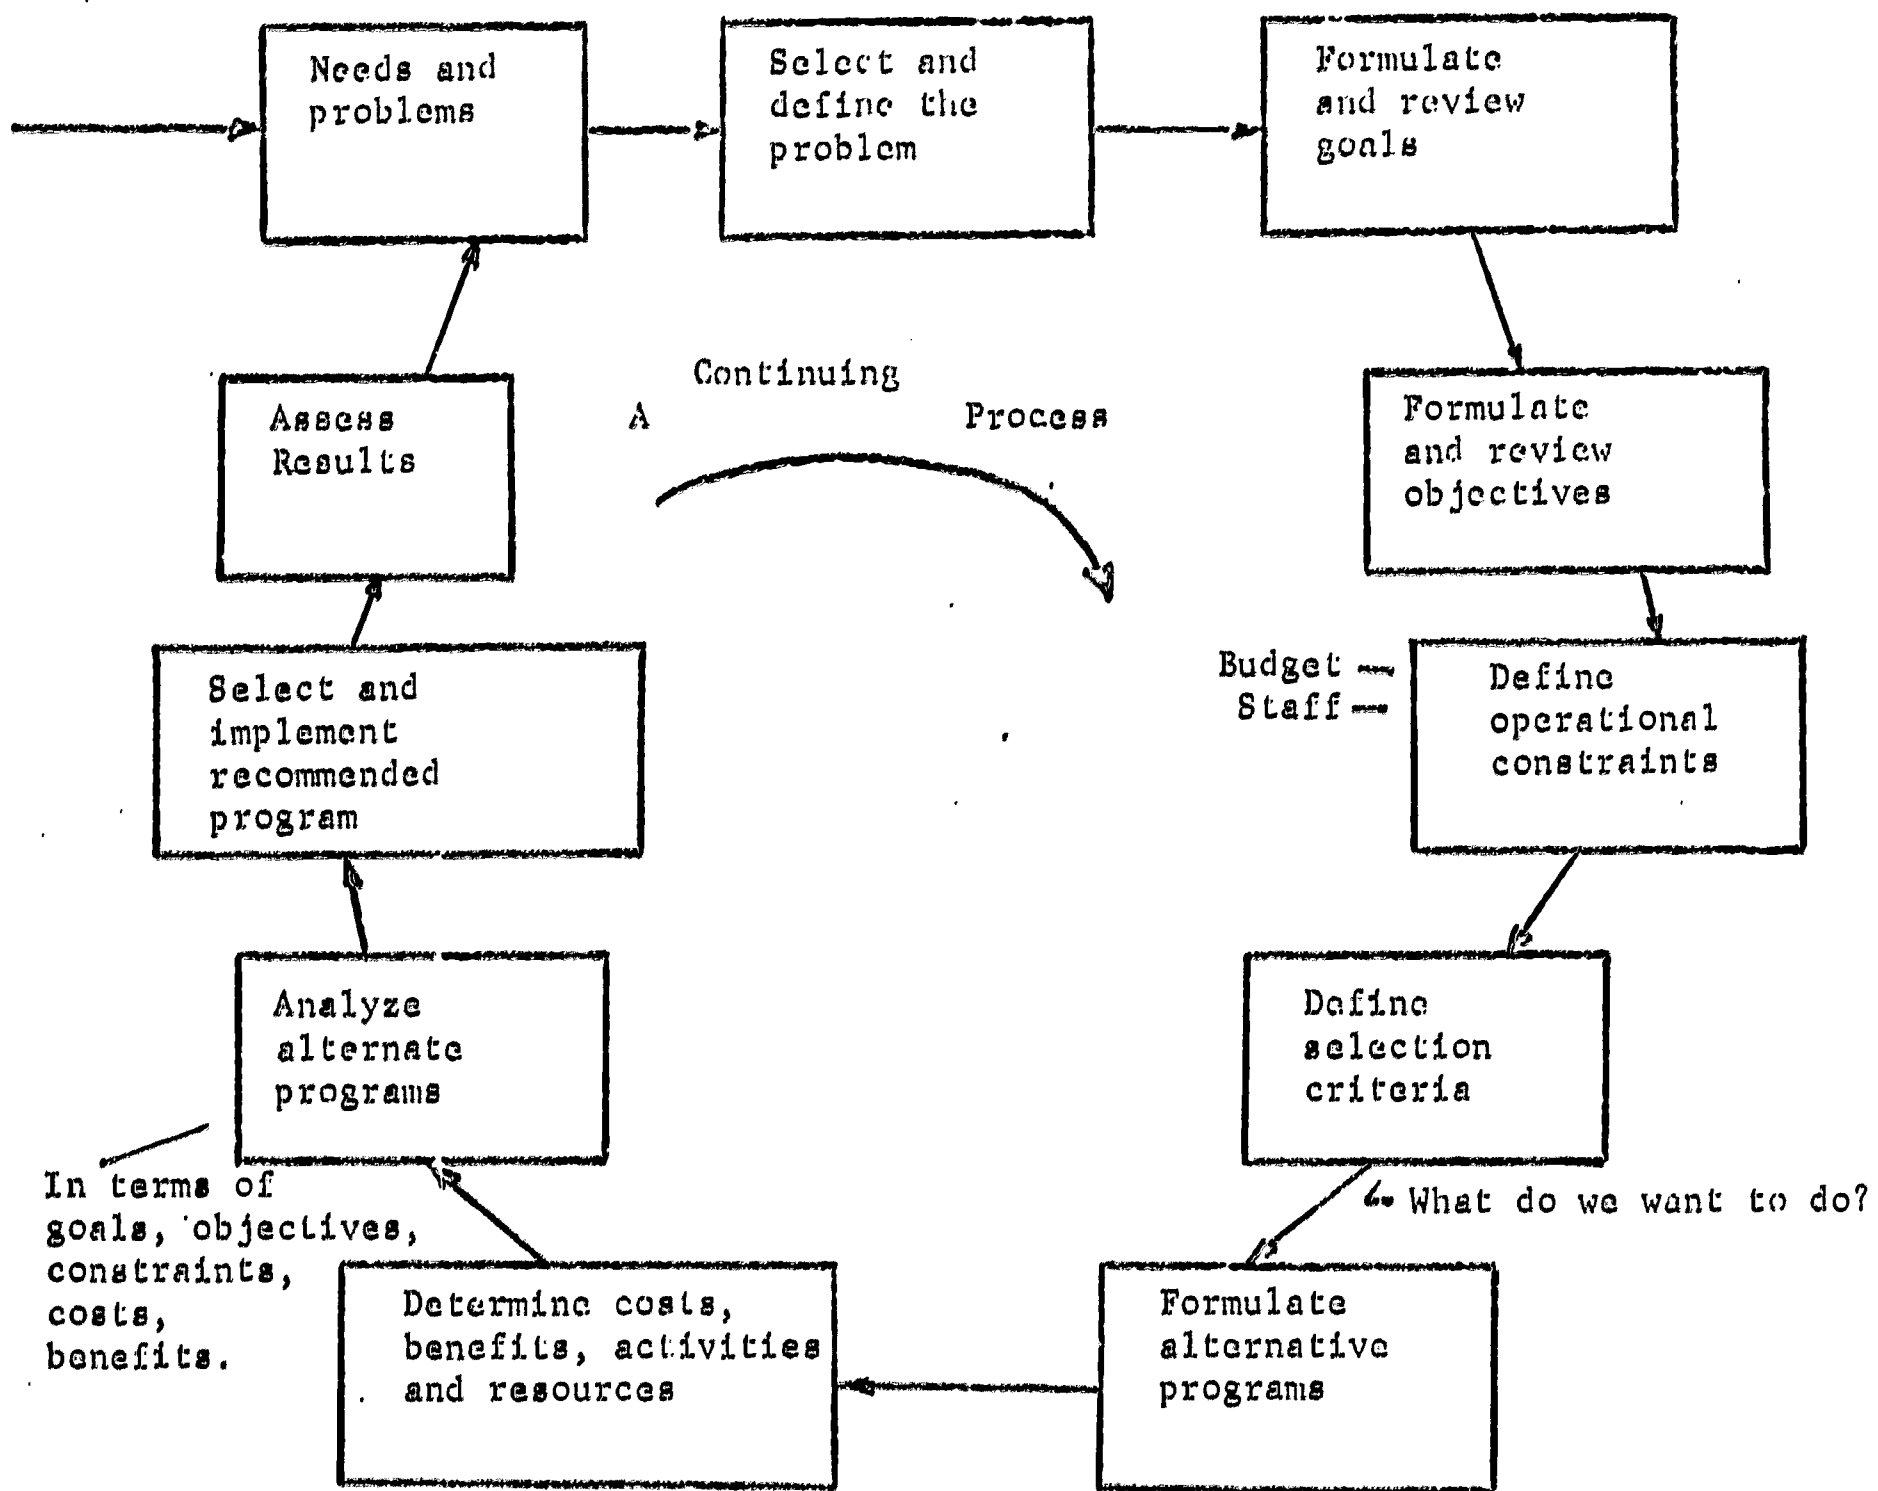 Needs and
problems
Select and
define the
problem
Formulate
and review
goals
Assess
Results
A
Continuing
Process
Formulate
and review
objectives
Select and
implement
recommended
program
Budget —
Staff —
Define
operational
constraints
Analyze
alternate
programs
Define
selection
criteria
In terms of
goals, objectives,
constraints,
costs,
benefits.
What do we want to do?
Determine costs,
benefits, activities
and resources
Formulate
alternative
programs